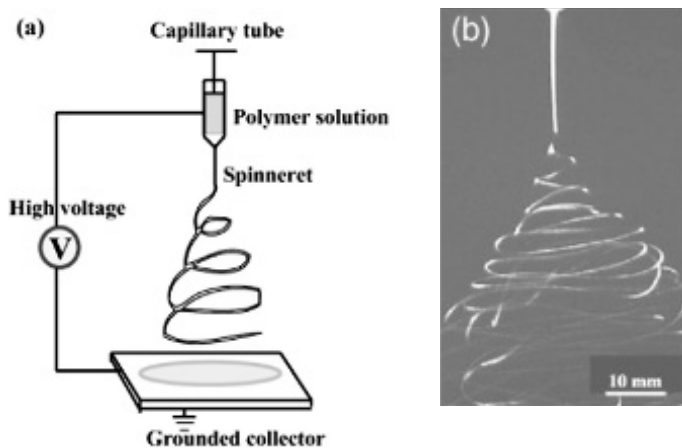 (a)
Capillary tube
Polymer solution
Spinneret
High voltage
V
Grounded collector
(b)
10 mm